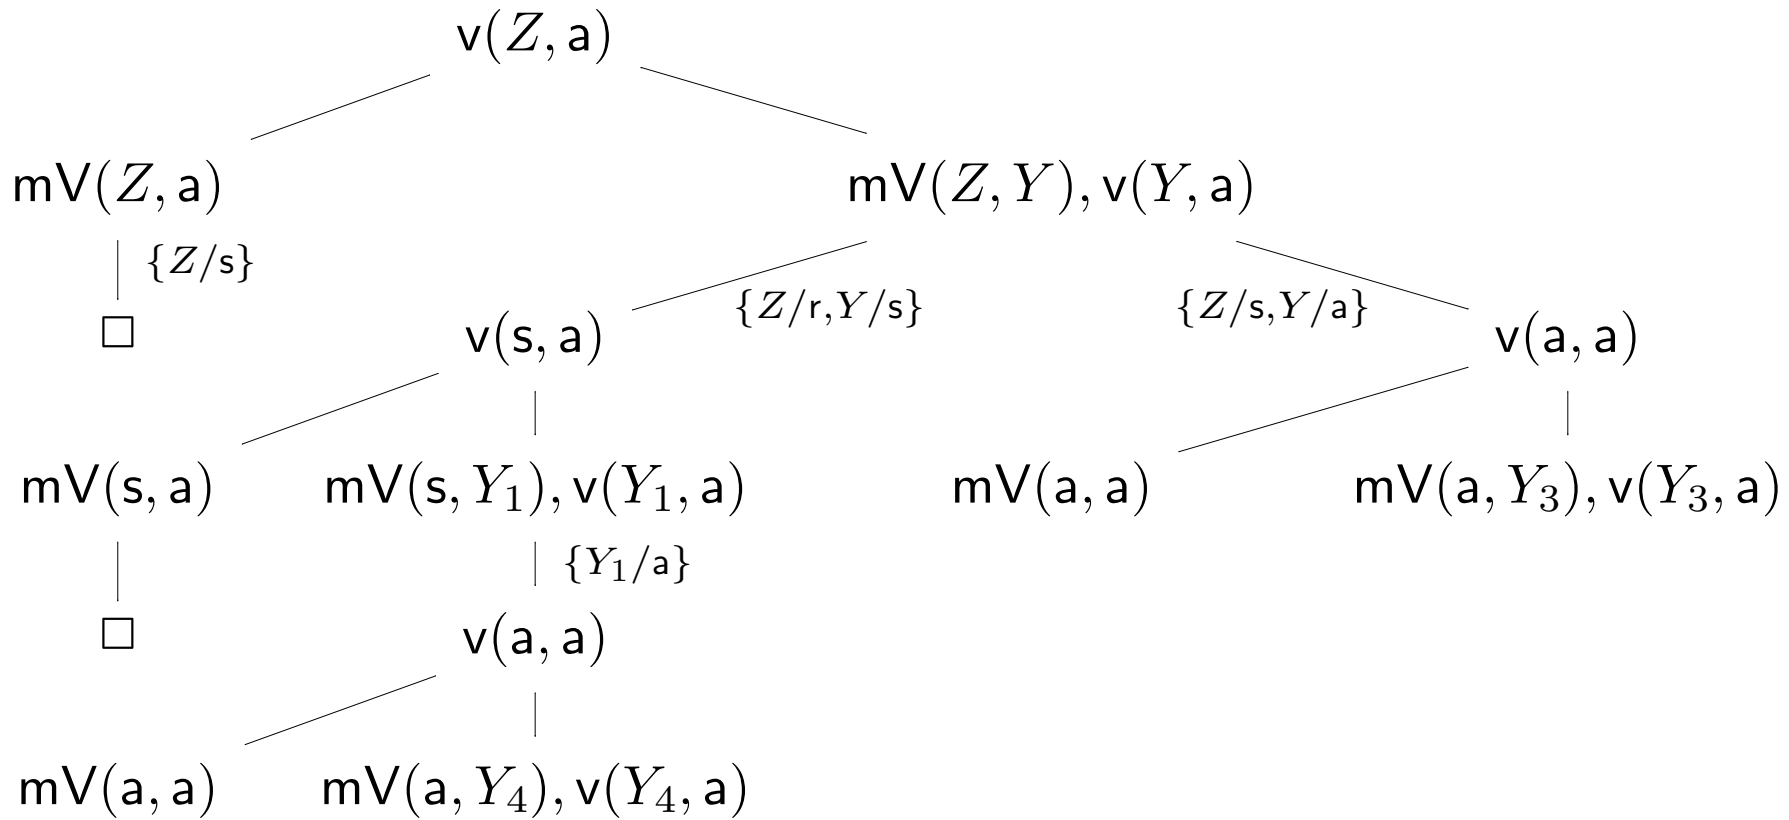 v(Z, a)
mV(Z, a) mV(Z, Y), v(Y, a)
{Z/s}
□ v(s, a) {Z/r,Y/s} {Z/s,Y/a} v(a, a)
mV(s, a) mV(s, Y₁), v(Y₁, a) mV(a, a) mV(a, Y₃), v(Y₃, a)
{Y₁/a}
□ v(a, a)
mV(a, a) mV(a, Y₄), v(Y₄, a)